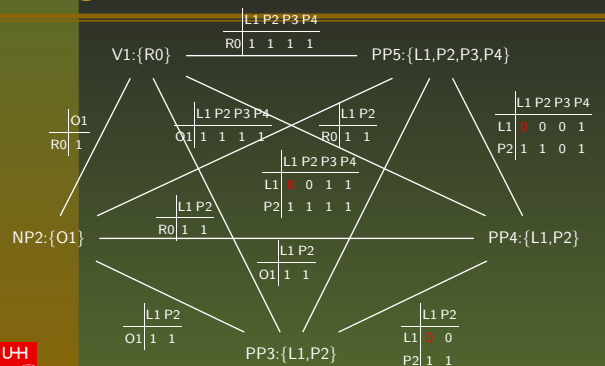 L1 P2 P3 P4
R0 1 1 1 1
V1:{R0}
PP5:{L1,P2,P3,P4}
O1
R0 1
L1 P2 P3 P4
O1 1 1 1 1
L1 P2
R0 1 1
L1 P2 P3 P4
L1 0 0 0 1
P2 1 1 0 1
L1 P2 P3 P4
L1 0 0 1 1
P2 1 1 1 1
L1 P2
R0 1 1
NP2:{O1}
PP4:{L1,P2}
L1 P2
O1 1 1
L1 P2
O1 1 1
L1 P2
L1 0 0
P2 1 1
PP3:{L1,P2}
UH